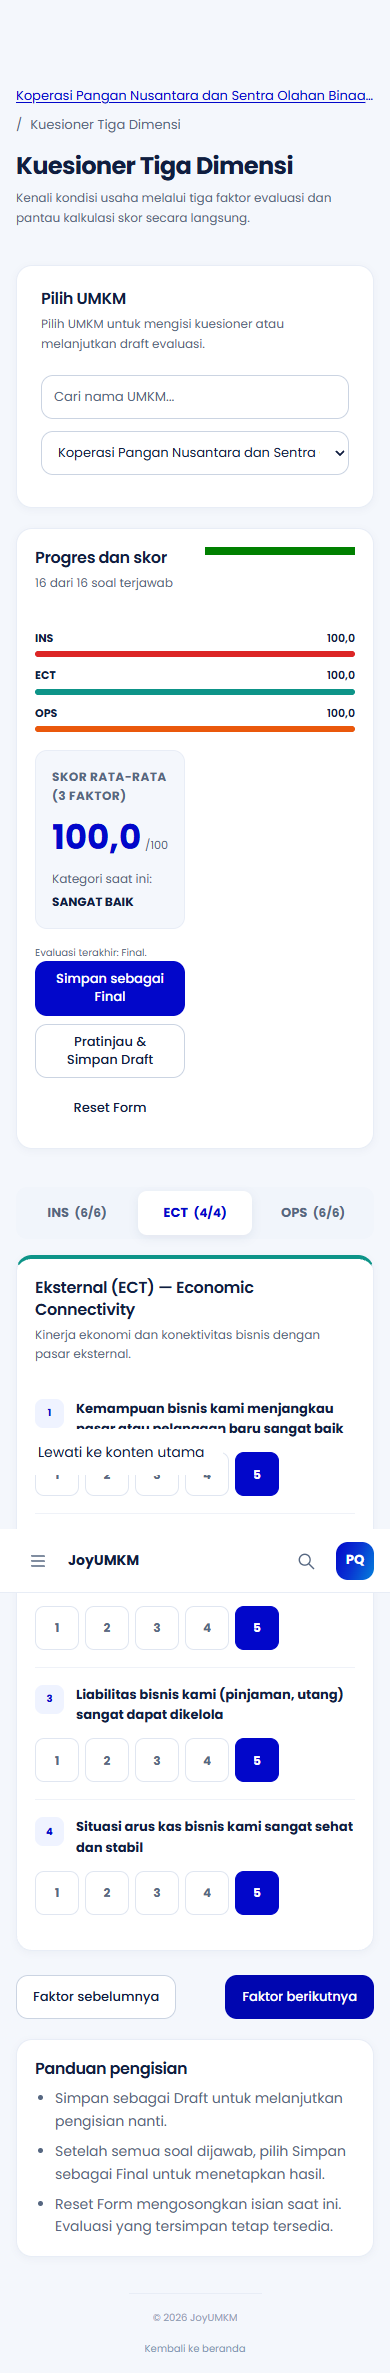 Koperasi Pangan Nusantara dan Sentra Olahan Binaa...
/ Kuesioner Tiga Dimensi
Kuesioner Tiga Dimensi
Kenali kondisi usaha melalui tiga faktor evaluasi dan
pantau kalkulasi skor secara langsung.
Pilih UMKM
Pilih UMKM untuk mengisi kuesioner atau
melanjutkan draft evaluasi.
Cari nama UMKM...
Koperasi Pangan Nusantara dan Sentra
Progres dan skor
16 dari 16 soal terjawab
INS 100,0
ECT 100,0
OPS 100,0
SKOR RATA-RATA
(3 FAKTOR)
100,0 /100
Kategori saat ini:
SANGAT BAIK
Evaluasi terakhir: Final.
Simpan sebagai
Final
Pratinjau &
Simpan Draft
Reset Form
INS (6/6) ECT (4/4) OPS (6/6)
Eksternal (ECT) — Economic
Connectivity
Kinerja ekonomi dan konektivitas bisnis dengan
pasar eksternal.
1 Kemampuan bisnis kami menjangkau
pasar atau pelanggan baru sangat baik
Lewati ke konten utama
1 2 3 4 5
JoyUMKM PQ
1 2 3 4 5
3 Liabilitas bisnis kami (pinjaman, utang)
sangat dapat dikelola
1 2 3 4 5
4 Situasi arus kas bisnis kami sangat sehat
dan stabil
1 2 3 4 5
Faktor sebelumnya Faktor berikutnya
Panduan pengisian
• Simpan sebagai Draft untuk melanjutkan
pengisian nanti.
• Setelah semua soal dijawab, pilih Simpan
sebagai Final untuk menetapkan hasil.
• Reset Form mengosongkan isian saat ini.
Evaluasi yang tersimpan tetap tersedia.
© 2026 JoyUMKM
Kembali ke beranda